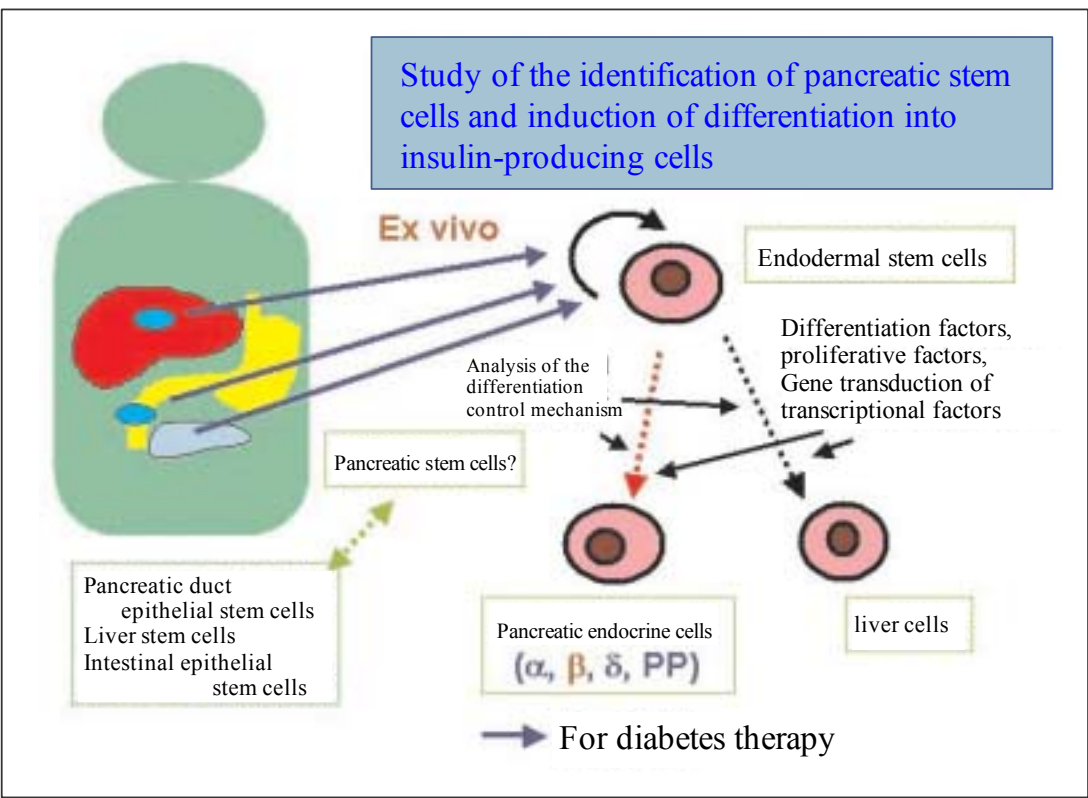 Study of the identification of pancreatic stem
cells and induction of differentiation into
insulin-producing cells
Ex vivo
Endodermal stem cells
Differentiation factors,
proliferative factors,
Gene transduction of
transcriptional factors
Analysis of the
differentiation
control mechanism
Pancreatic stem cells?
Pancreatic duct
epithelial stem cells
Liver stem cells
Intestinal epithelial
stem cells
Pancreatic endocrine cells
(α, β, δ, PP)
liver cells
For diabetes therapy